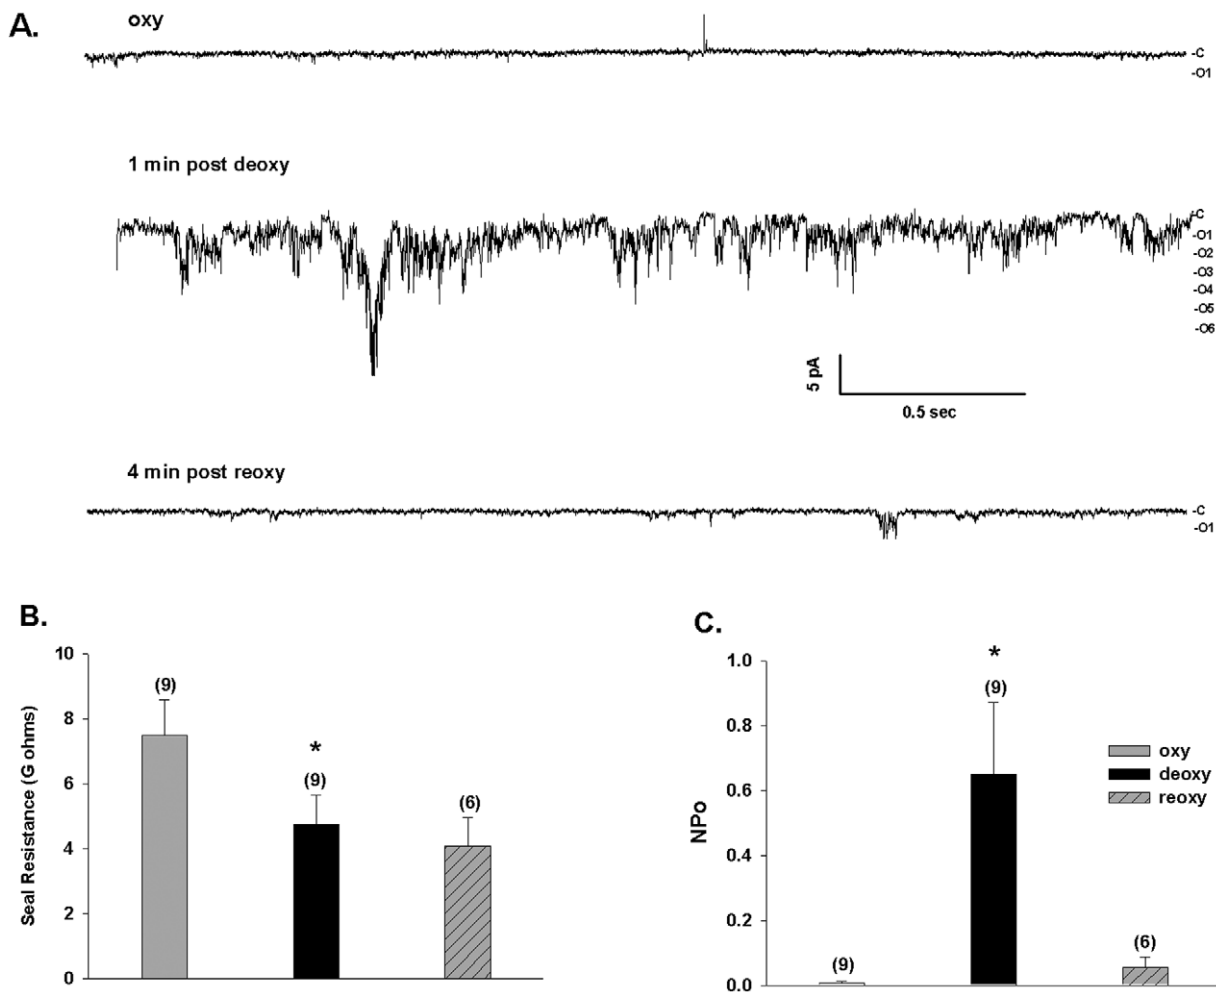 A.
oxy
-C
-O1
1 min post deoxy
-C
-O1
-O2
-O3
-O4
-O5
-O6
5 pA
0.5 sec
4 min post reoxy
-C
-O1
B.
Seal Resistance (G ohms)
10
8
6
4
2
0
(9)
*
(9)
(6)
C.
NPo
1.0
0.8
0.6
0.4
0.2
0.0
(9)
*
(9)
(6)
oxy
deoxy
reoxy